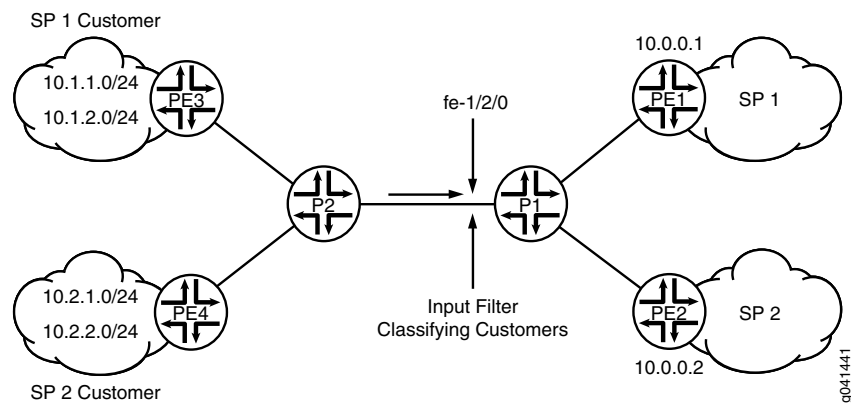 SP 1 Customer
10.1.1.0/24
10.1.2.0/24
PE3
fe-1/2/0
10.0.0.1
PE1
SP 1
P2
P1
10.2.1.0/24
10.2.2.0/24
PE4
SP 2 Customer
Input Filter
Classifying Customers
PE2
SP 2
10.0.0.2
g041441